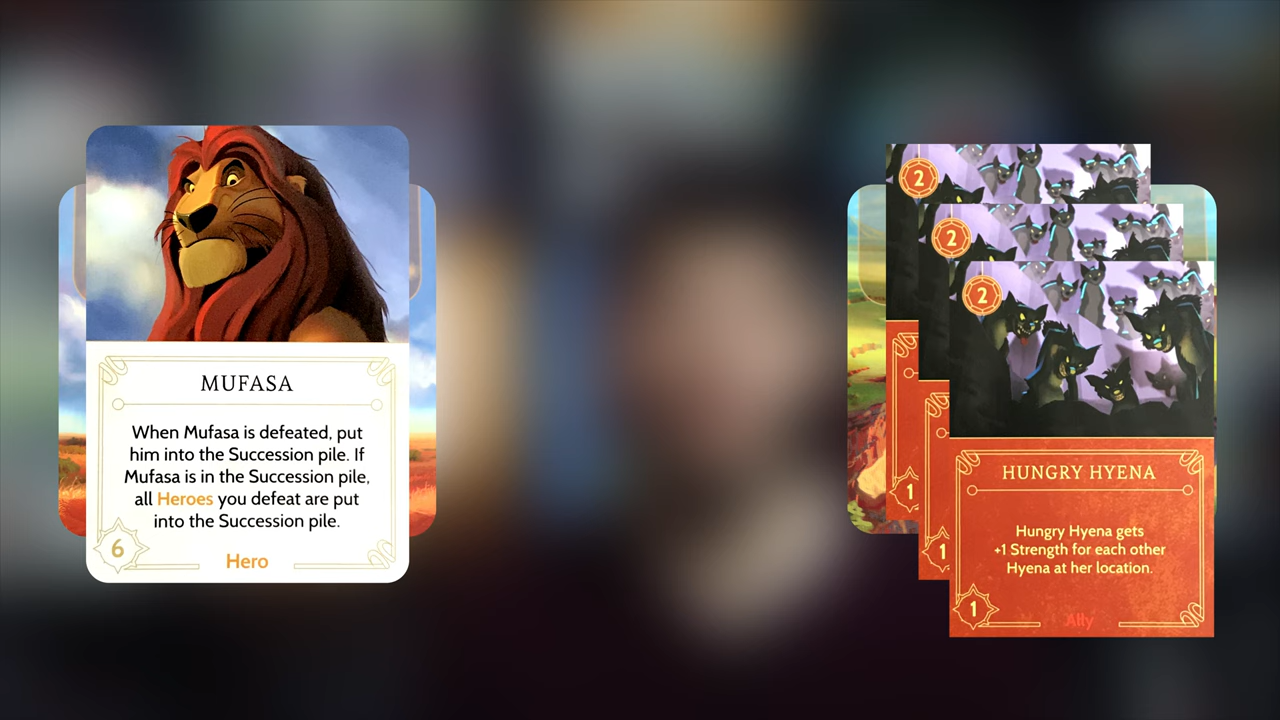 MUFASA
When Mufasa is defeated, put
him into the Succession pile. If
Mufasa is in the Succession pile,
all Heroes you defeat are put
into the Succession pile.
6
Hero
2
1
2
1
2
HUNGRY HYENA
Hungry Hyena gets
+1 Strength for each other
Hyena at her location.
1
Ally